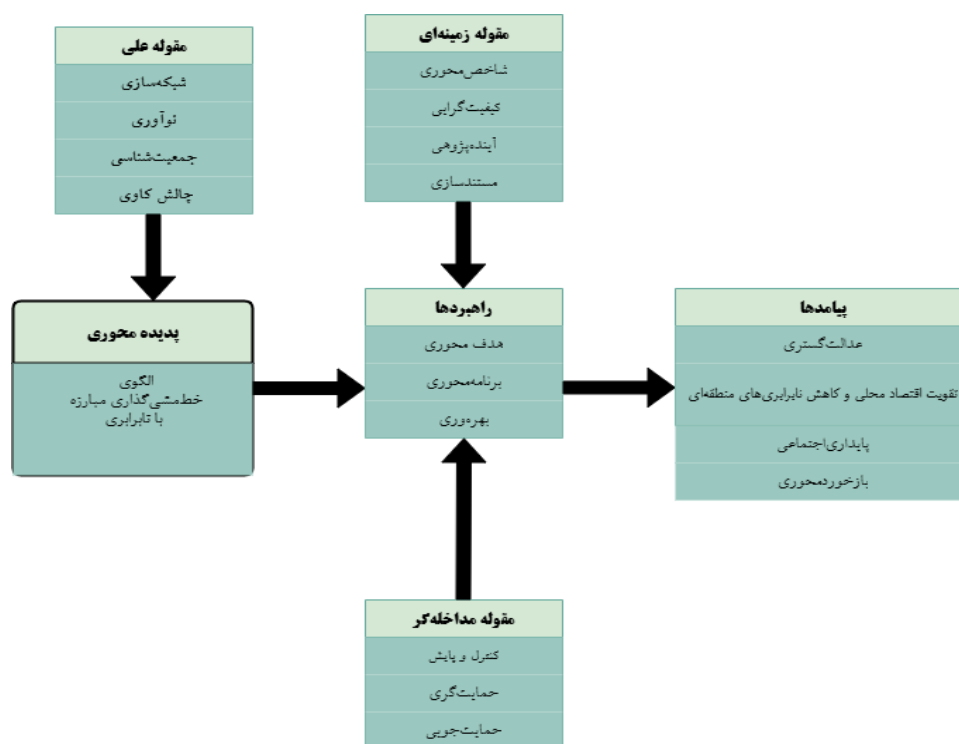 مقوله علی
شبکه‌سازی
نوآوری
جمعیت‌شناسی
چالش کاوی
مقوله زمینه‌ای
شاخص‌محوری
کیفیت‌گرایی
آینده‌پژوهی
مستندسازی
پدیده محوری
الگوی
خط‌مشی‌گذاری مبارزه
با نابرابری
راهبردها
هدف محوری
برنامه‌محوری
بهره‌وری
پیامدها
عدالت‌گستری
تقویت اقتصاد محلی و کاهش نابرابری‌های منطقه‌ای
پایداری‌اجتماعی
بازخوردمحوری
مقوله مداخله‌گر
کنترل و پایش
حمایت‌گری
حمایت‌جویی